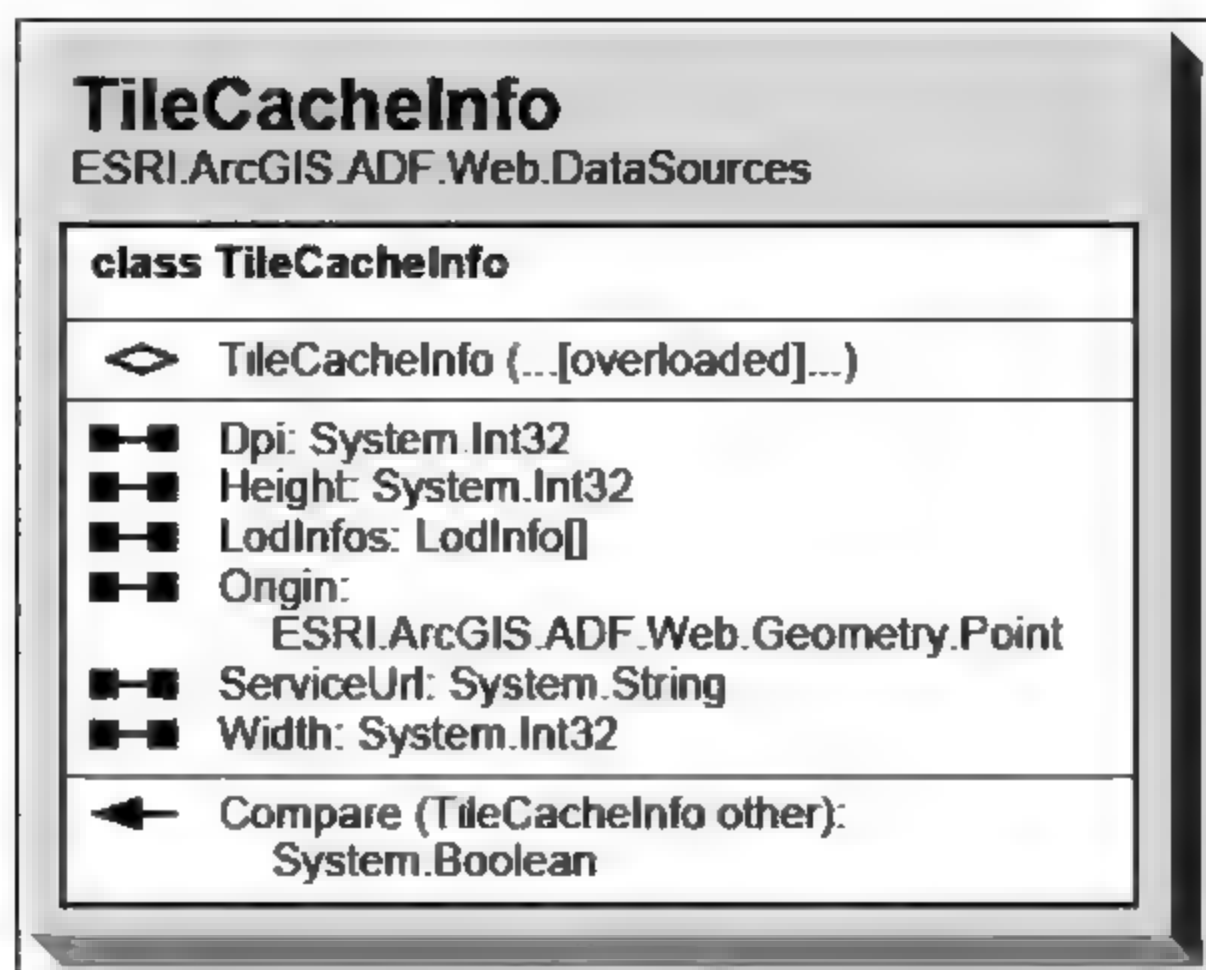 TileCacheInfo
ESRI.ArcGIS.ADF.Web.DataSources
class TileCacheInfo
TileCacheInfo (...[overloaded]...)
Dpi: System.Int32
Height: System.Int32
LodInfos: LodInfo[]
Origin:
ESRI.ArcGIS.ADF.Web.Geometry.Point
ServiceUrl: System.String
Width: System.Int32
Compare (TileCacheInfo other):
System.Boolean